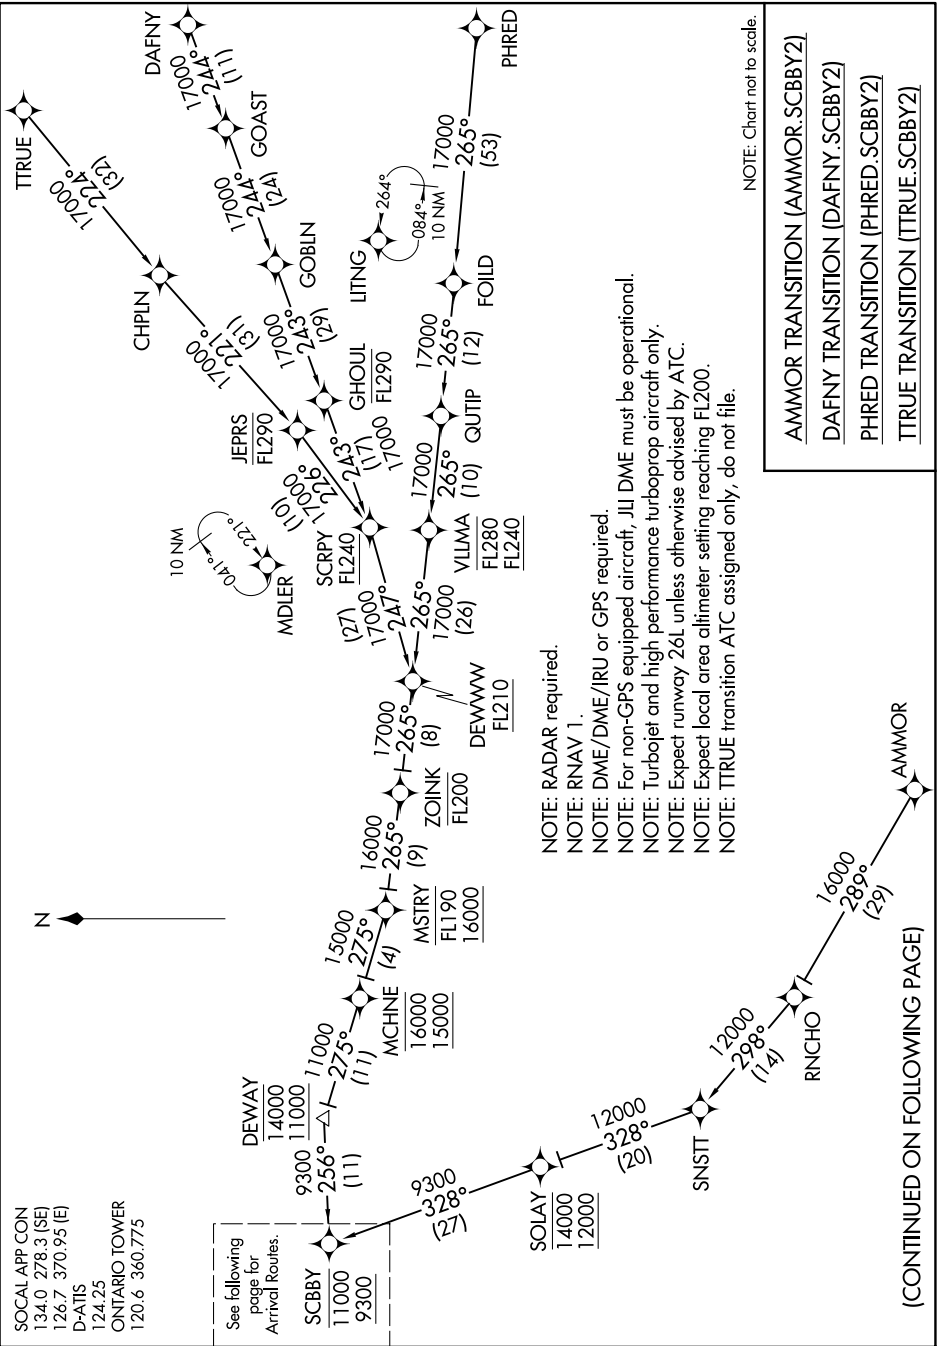 SOCAL APP CON
134.0 278.3 (SE)
126.7 370.95 (E)
D-ATIS
124.25
ONTARIO TOWER
120.6 360.775
N
See following
page for
Arrival Routes.
SCBBY
11000
9300
9300
256°
(11)
DEWAY
14000
11000
11000
275°
(11)
MCHNE
16000
15000
15000
275°
(4)
MSTRY
FL190
16000
16000
265°
(9)
ZOINK
FL200
17000
265°
(8)
DEWWW
FL210
(27)
17000
247°
SCRPY
FL240
(10)
17000
226°
JEPRS
FL290
17000
221°
(31)
CHPLN
17000
224°
(32)
TTRUE
10 NM
041°
221°
MDLER
243°
(17)
17000
GHOUL
FL290
17000
243°
(29)
GOBLN
17000
244°
(24)
GOAST
17000
244°
(11)
DAFNY
LITNG
264°
084°
10 NM
265°
17000
(26)
VLLMA
FL280
FL240
17000
265°
(10)
QUTIP
17000
265°
(12)
FOILD
17000
265°
(53)
PHRED
9300
328°
(27)
SOLAY
14000
12000
12000
328°
(20)
SNSTT
12000
298°
(14)
RNCHO
16000
289°
(29)
AMMOR
NOTE: RADAR required.
NOTE: RNAV 1.
NOTE: DME/DME/IRU or GPS required.
NOTE: For non-GPS equipped aircraft, JLI DME must be operational.
NOTE: Turbojet and high performance turboprop aircraft only.
NOTE: Expect runway 26L unless otherwise advised by ATC.
NOTE: Expect local area altimeter setting reaching FL200.
NOTE: TTRUE transition ATC assigned only, do not file.
NOTE: Chart not to scale.
AMMOR TRANSITION (AMMOR.SCBBY2)
DAFNY TRANSITION (DAFNY.SCBBY2)
PHRED TRANSITION (PHRED.SCBBY2)
TTRUE TRANSITION (TTRUE.SCBBY2)
(CONTINUED ON FOLLOWING PAGE)